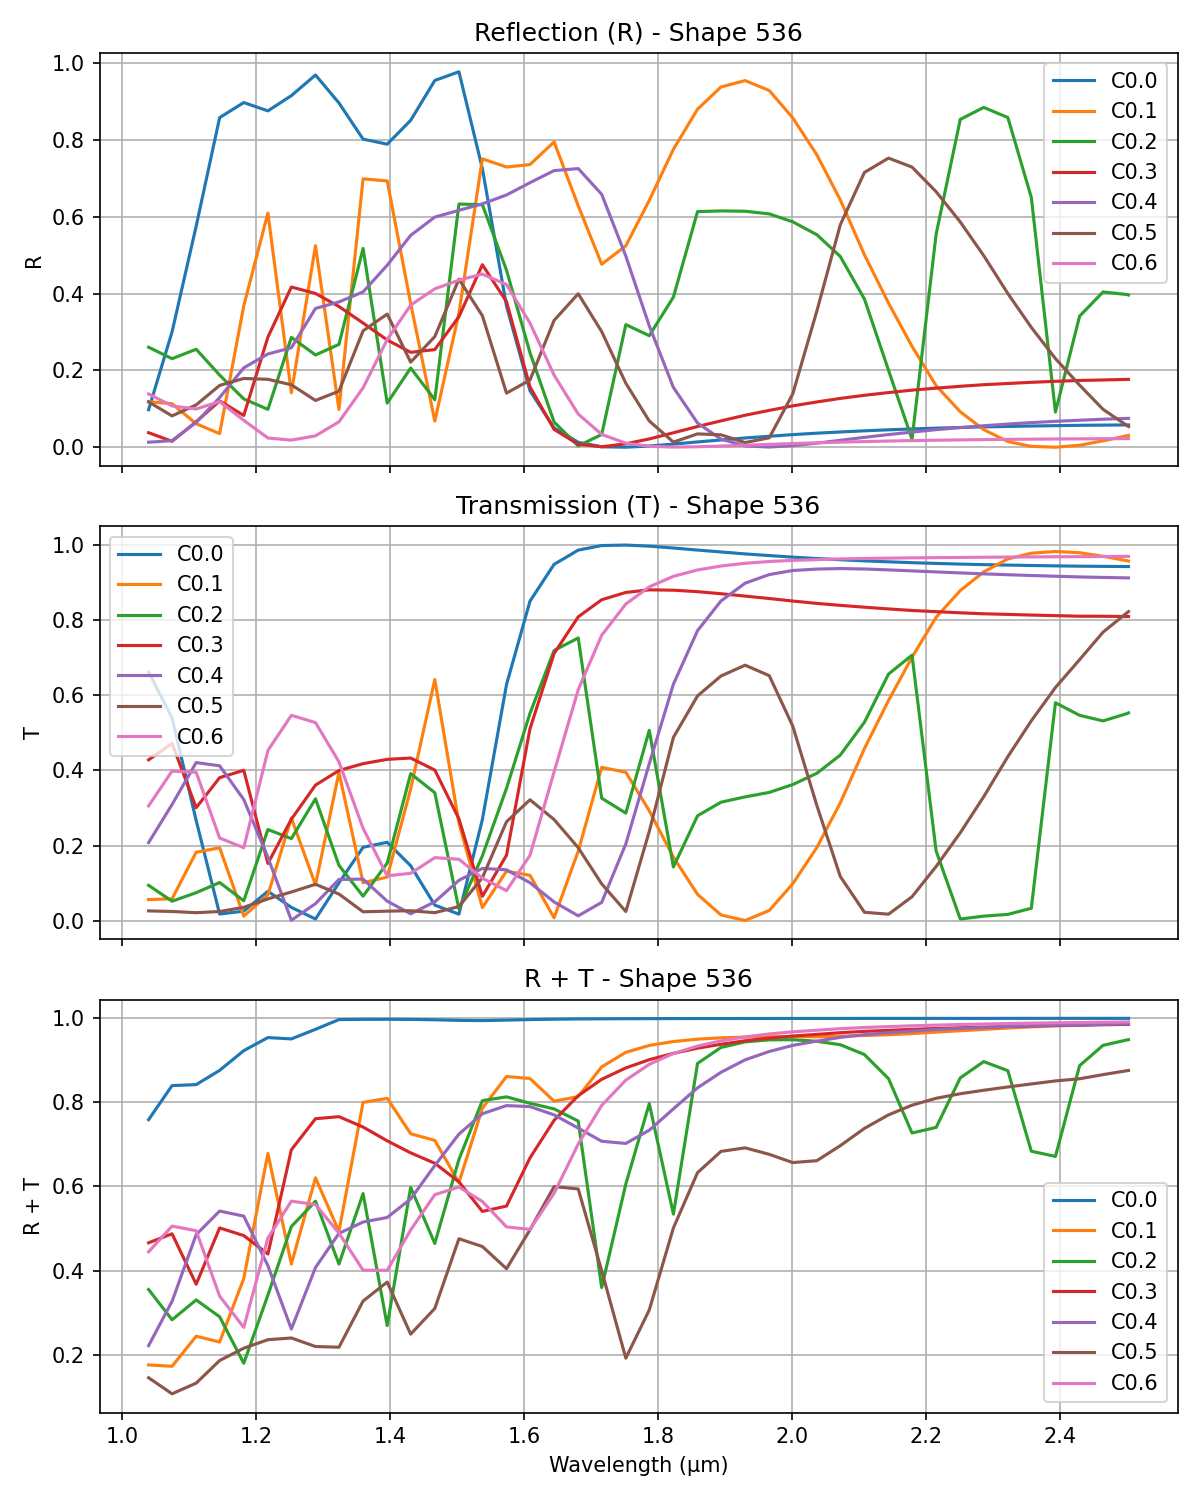 Reflection (R) - Shape 536
1.0
0.8
0.6
0.4
0.2
0.0
R
C0.0
C0.1
C0.2
C0.3
C0.4
C0.5
C0.6
Transmission (T) - Shape 536
1.0
0.8
0.6
0.4
0.2
0.0
T
C0.0
C0.1
C0.2
C0.3
C0.4
C0.5
C0.6
R + T - Shape 536
1.0
0.8
0.6
0.4
0.2
R + T
C0.0
C0.1
C0.2
C0.3
C0.4
C0.5
C0.6
1.0 1.2 1.4 1.6 1.8 2.0 2.2 2.4
Wavelength (μm)